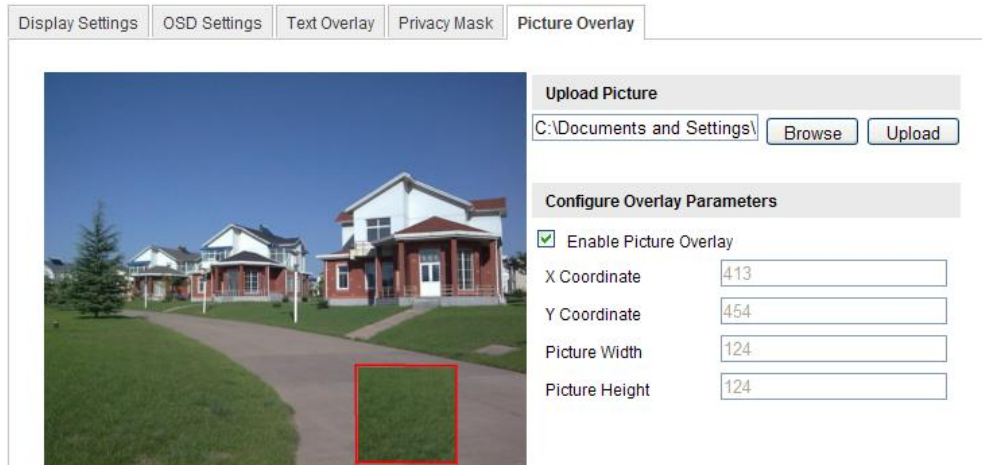 Display Settings OSD Settings Text Overlay Privacy Mask Picture Overlay
Upload Picture
C:\Documents and Settings\ Browse Upload
Configure Overlay Parameters
Enable Picture Overlay
X Coordinate 413
Y Coordinate 454
Picture Width 124
Picture Height 124